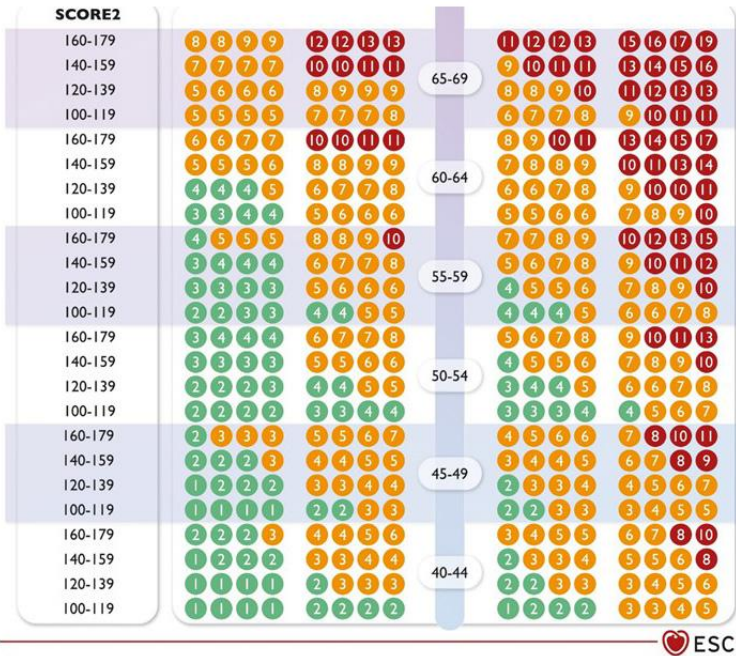 SCORE2
160-179 8 8 9 9 12 12 13 13 11 12 12 13 15 16 17 19
140-159 7 7 7 7 10 10 11 11 9 10 11 11 13 14 15 16
65-69
120-139 5 6 6 6 8 9 9 9 8 8 9 10 11 12 13 13
100-119 5 5 5 5 7 7 7 8 6 7 7 8 9 10 11 11
160-179 6 6 7 7 10 10 11 11 8 9 10 11 13 14 15 17
140-159 5 5 5 6 8 8 9 9 7 8 8 9 10 11 13 14
60-64
120-139 4 4 4 5 6 7 7 8 6 6 7 8 9 10 10 11
100-119 3 3 4 4 5 6 6 6 5 5 6 6 7 8 9 10
160-179 4 5 5 5 8 8 9 10 7 7 8 9 10 12 13 15
140-159 3 4 4 4 6 7 7 8 5 6 7 8 9 10 11 12
55-59
120-139 3 3 3 3 5 6 6 6 4 5 5 6 7 8 9 10
100-119 2 2 3 3 4 4 5 5 4 4 4 5 6 6 7 8
160-179 3 4 4 4 6 7 7 8 5 6 7 8 9 10 11 13
140-159 3 3 3 3 5 5 6 6 4 5 5 6 7 8 9 10
50-54
120-139 2 2 2 3 4 4 5 5 3 4 4 5 6 6 7 8
100-119 2 2 2 2 3 3 4 4 3 3 3 4 4 5 6 7
160-179 2 3 3 3 5 5 6 7 4 5 6 6 7 8 10 11
140-159 2 2 2 3 4 4 5 5 3 4 4 5 6 7 8 9
45-49
120-139 1 2 2 2 3 3 4 4 2 3 3 4 4 5 6 7
100-119 1 1 1 1 2 2 3 3 2 2 3 3 3 4 5 5
160-179 2 2 2 3 4 4 5 6 3 4 5 5 6 7 8 10
140-159 1 2 2 2 3 3 4 4 2 3 3 4 5 5 6 8
40-44
120-139 1 1 1 1 2 3 3 3 2 2 3 3 3 4 5 6
100-119 1 1 1 1 2 2 2 2 1 2 2 2 3 3 4 5
ESC